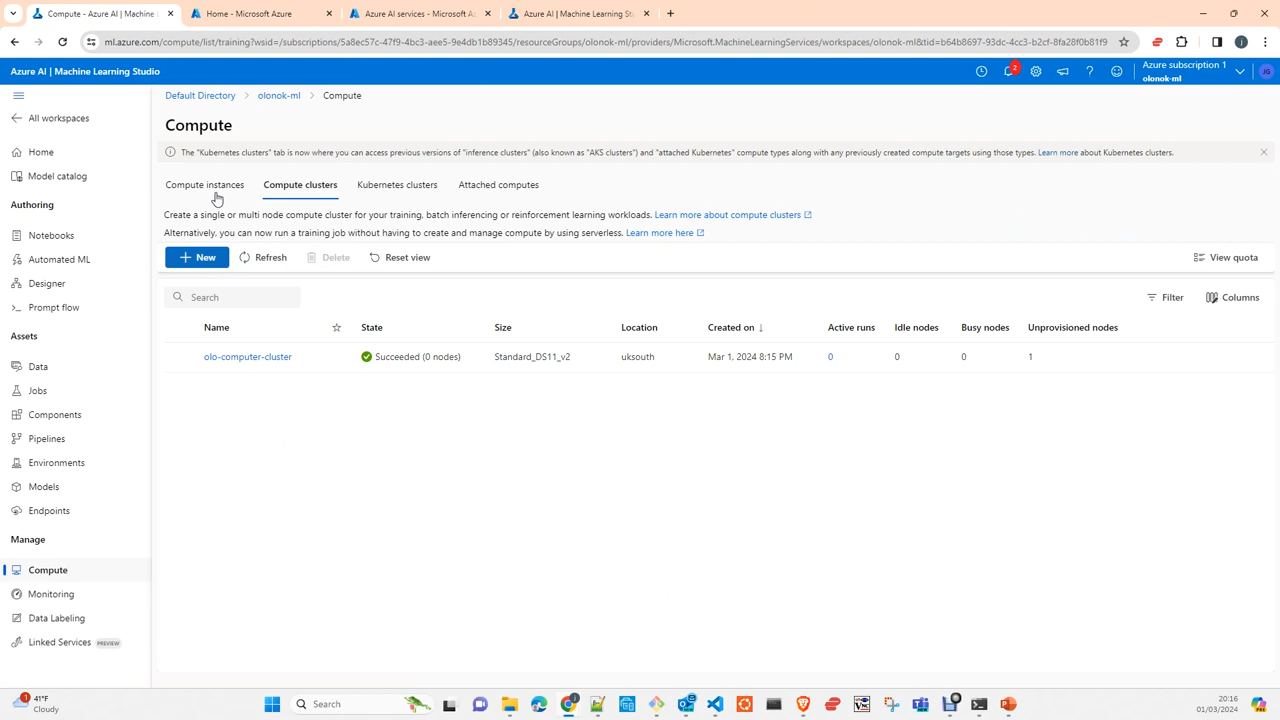 Compute - Azure AI | Machine L
Home - Microsoft Azure
Azure AI services - Microsoft Az
Azure AI | Machine Learning Stu
ml.azure.com/compute/list/training?wsid=/subscriptions/5a8ec57c-47f9-4bc3-aee5-9e4db1b89345/resourceGroups/olonok-ml/providers/Microsoft.MachineLearningServices/workspaces/olonok-ml&tid=b64b8697-93dc-4cc3-b2cf-8fa28f0b81f9
Azure AI | Machine Learning Studio
2
Azure subscription 1
olonok-ml
JG
All workspaces
Home
Model catalog
Authoring
Notebooks
Automated ML
Designer
Prompt flow
Assets
Data
Jobs
Components
Pipelines
Environments
Models
Endpoints
Manage
Compute
Monitoring
Data Labeling
Linked Services PREVIEW
Default Directory > olonok-ml > Compute
Compute
The "Kubernetes clusters" tab is now where you can access previous versions of "inference clusters" (also known as "AKS clusters") and "attached Kubernetes" compute types along with any previously created compute targets using those types. Learn more about Kubernetes clusters.
Compute instances Compute clusters Kubernetes clusters Attached computes
Create a single or multi node compute cluster for your training, batch inferencing or reinforcement learning workloads. Learn more about compute clusters
Alternatively, you can now run a training job without having to create and manage compute by using serverless. Learn more here
New Refresh Delete Reset view View quota
Search Filter Columns
Name State Size Location Created on ↓ Active runs Idle nodes Busy nodes Unprovisioned nodes
olo-computer-cluster Succeeded (0 nodes) Standard_DS11_v2 uksouth Mar 1, 2024 8:15 PM 0 0 0 1
1
41°F
Cloudy
Search
20:16
01/03/2024